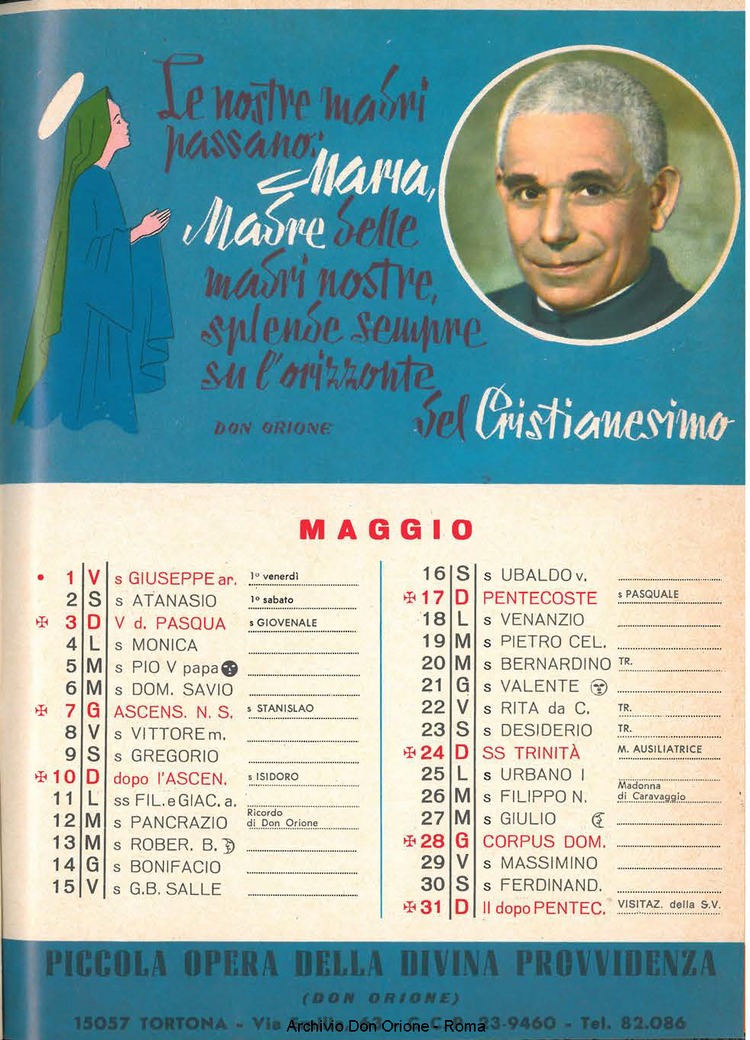 Le nostre madri
passano:
Maria,
Madre delle
madri nostre,
splende sempre
su l'orizzonte
del Cristianesimo
DON ORIONE
MAGGIO
• 1 V s GIUSEPPE ar. 1º venerdì
2 S s ATANASIO 1º sabato
✠ 3 D V d. PASQUA s GIOVENALE
4 L s MONICA
5 M s PIO V papa
6 M s DOM. SAVIO
✠ 7 G ASCENS. N. S. s STANISLAO
8 V s VITTORE m.
9 S s GREGORIO
✠ 10 D dopo l'ASCEN. s ISIDORO
11 L ss FIL. e GIAC. a.
12 M s PANCRAZIO Ricordo di Don Orione
13 M s ROBER. B.
14 G s BONIFACIO
15 V s G.B. SALLE
16 S s UBALDO v.
✠ 17 D PENTECOSTE s PASQUALE
18 L s VENANZIO
19 M s PIETRO CEL.
20 M s BERNARDINO TR.
21 G s VALENTE
22 V s RITA da C. TR.
23 S s DESIDERIO TR.
✠ 24 D SS TRINITÀ M. AUSILIATRICE
25 L s URBANO I
26 M s FILIPPO N. Madonna di Caravaggio
27 M s GIULIO
✠ 28 G CORPUS DOM.
29 V s MASSIMINO
30 S s FERDINAND.
✠ 31 D II dopo PENTEC. VISITAZ. della S.V.
PICCOLA OPERA DELLA DIVINA PROVVIDENZA
(DON ORIONE)
15057 TORTONA - Via 63 - C.C.P. 23-9460 - Tel. 82.086
Archivio Don Orione - Roma